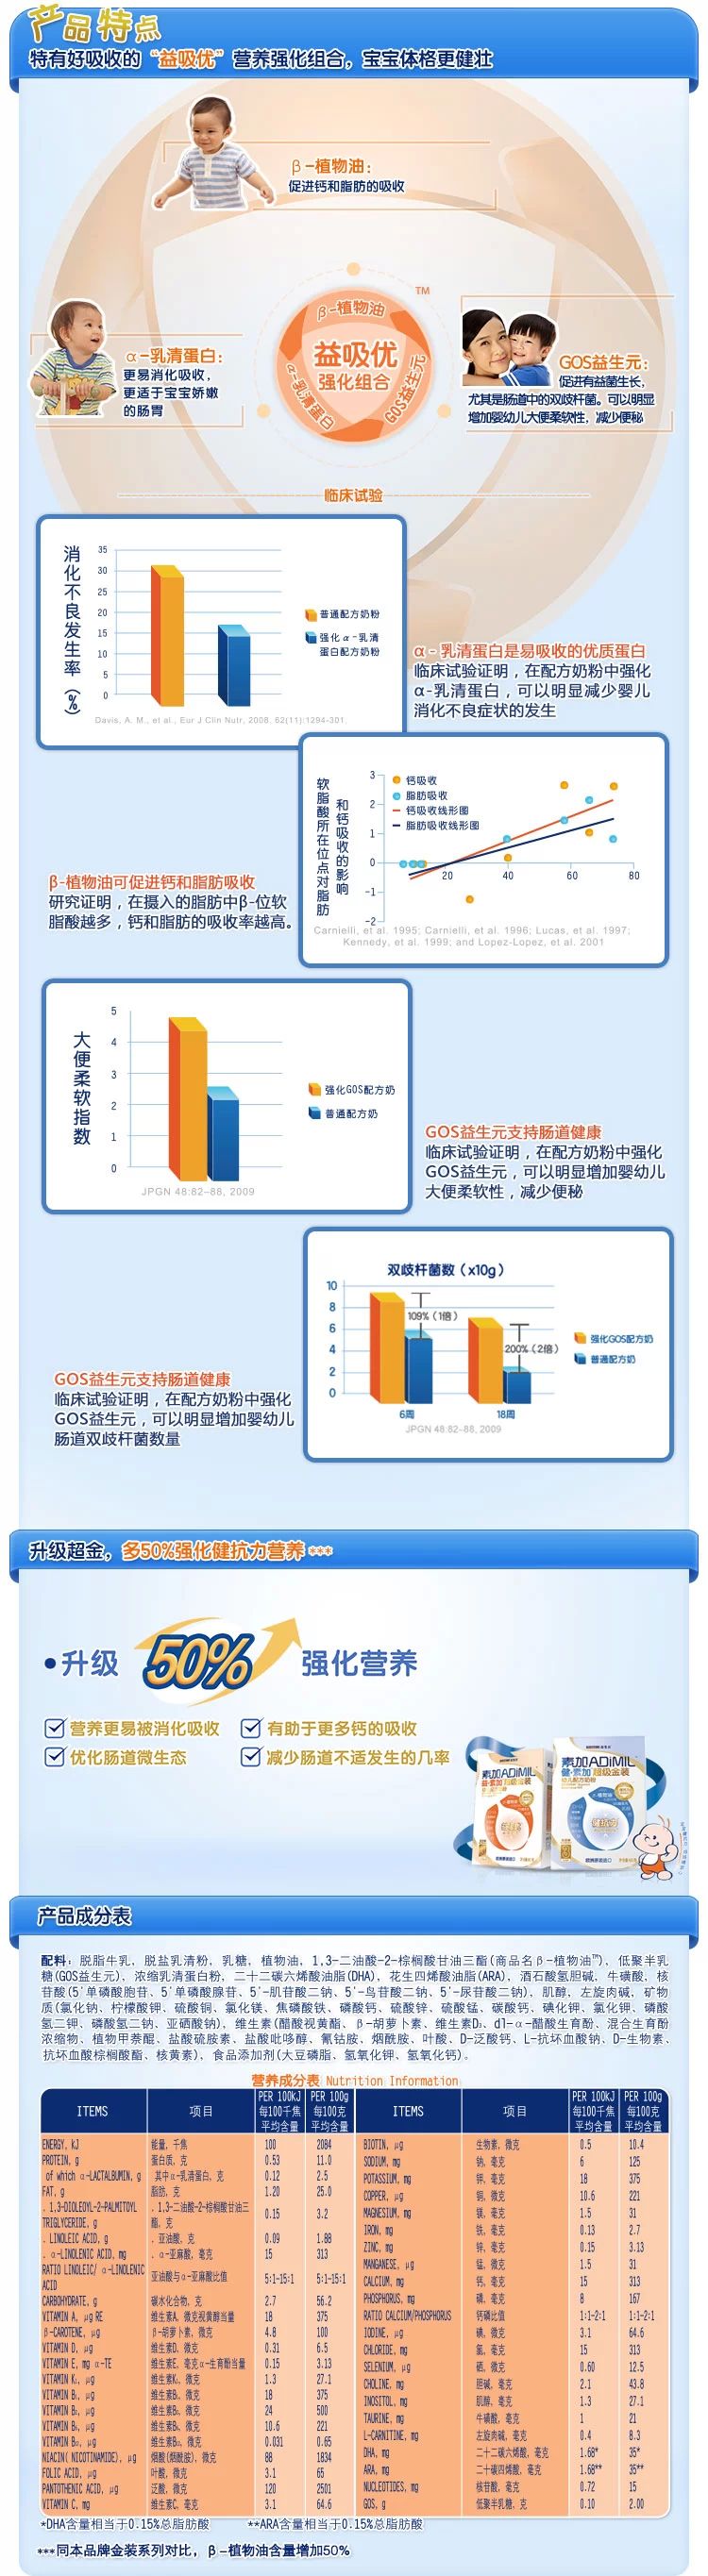 产品特点
特有好吸收的“益吸优”营养强化组合，宝宝体格更健壮
β-植物油：
促进钙和脂肪的吸收
TM
β-植物油
益吸优
强化组合
α-乳清蛋白
GOS益生元
α-乳清蛋白：
更易消化吸收，
更适于宝宝娇嫩
的肠胃
GOS益生元：
促进有益菌生长，
尤其是肠道中的双歧杆菌。可以明显
增加婴幼儿大便柔软性，减少便秘
临床试验
消化不良发生率（%）
35
30
25
20
15
10
5
0
普通配方奶粉
强化α-乳清
蛋白配方奶粉
Davis, A. M., et al., Eur J Clin Nutr, 2008, 62(11):1294-301.
α-乳清蛋白是易吸收的优质蛋白
临床试验证明，在配方奶粉中强化
α-乳清蛋白，可以明显减少婴儿
消化不良症状的发生
软脂酸所在位点对脂肪
和钙吸收的影响
3
2
1
0
-1
-2
20 40 60 80
钙吸收
脂肪吸收
钙吸收线形图
脂肪吸收线形图
Carnielli, et al. 1995; Carnielli, et al. 1996; Lucas, et al. 1997;
Kennedy, et al. 1999; and Lopez-Lopez, et al. 2001
β-植物油可促进钙和脂肪吸收
研究证明，在摄入的脂肪中β-位软
脂酸越多，钙和脂肪的吸收率越高。
大便柔软指数
5
4
3
2
1
0
强化GOS配方奶
普通配方奶
JPGN 48:82-88, 2009
GOS益生元支持肠道健康
临床试验证明，在配方奶粉中强化
GOS益生元，可以明显增加婴幼儿
大便柔软性，减少便秘
双歧杆菌数（x10g）
10
8
6
4
2
0
109%（1倍）
200%（2倍）
6周 18周
强化GOS配方奶
普通配方奶
JPGN 48:82-88, 2009
GOS益生元支持肠道健康
临床试验证明，在配方奶粉中强化
GOS益生元，可以明显增加婴幼儿
肠道双歧杆菌数量
升级超金，多50%强化健抗力营养***
•升级 50% 强化营养
营养更易被消化吸收 有助于更多钙的吸收
优化肠道微生态 减少肠道不适发生的几率
素加ADiMIL
超级金装
素加ADiMIL
健·素加 超级金装
产品成分表
配料：脱脂牛乳，脱盐乳清粉，乳糖，植物油，1,3-二油酸-2-棕榈酸甘油三酯(商品名β-植物油™)，低聚半乳
糖(GOS益生元)，浓缩乳清蛋白粉，二十二碳六烯酸油脂(DHA)，花生四烯酸油脂(ARA)，酒石酸氢胆碱，牛磺酸，核
苷酸(5'单磷酸胞苷、5'单磷酸腺苷、5'-肌苷酸二钠、5'-鸟苷酸二钠、5'-尿苷酸二钠)，肌醇，左旋肉碱，矿物
质(氯化钠、柠檬酸钾、硫酸铜、氯化镁、焦磷酸铁、磷酸钙、硫酸锌、硫酸锰、碳酸钙、碘化钾、氯化钾、磷酸
氢二钾、磷酸氢二钠、亚硒酸钠)，维生素(醋酸视黄酯、β-胡萝卜素、维生素D₃、dl-α-醋酸生育酚、混合生育酚
浓缩物、植物甲萘醌、盐酸硫胺素、盐酸吡哆醇、氰钴胺、烟酰胺、叶酸、D-泛酸钙、L-抗坏血酸钠、D-生物素、
抗坏血酸棕榈酸酯、核黄素)，食品添加剂(大豆磷脂、氢氧化钾、氢氧化钙)。
营养成分表 Nutrition Information
ITEMS 项目 PER 100kJ 每100千焦 平均含量 PER 100g 每100克 平均含量 ITEMS 项目 PER 100kJ 每100千焦 平均含量 PER 100g 每100克 平均含量
ENERGY, kJ 能量, 千焦 100 2084
PROTEIN, g 蛋白质, 克 0.53 11.0
of which α-LACTALBUMIN, g 其中α-乳清蛋白, 克 0.12 2.5
FAT, g 脂肪, 克 1.20 25.0
. 1,3-DIOLEOYL-2-PALMITOYL TRIGLYCERIDE, g . 1,3-二油酸-2-棕榈酸甘油三酯, 克 0.15 3.2
. LINOLEIC ACID, g . 亚油酸, 克 0.09 1.88
. α-LINOLENIC ACID, mg . α-亚麻酸, 毫克 15 313
RATIO LINOLEIC/ α-LINOLENIC ACID 亚油酸与α-亚麻酸比值 5:1-15:1 5:1-15:1
CARBOHYDRATE, g 碳水化合物, 克 2.7 56.2
VITAMIN A, μg RE 维生素A, 微克视黄醇当量 18 375
β-CAROTENE, μg β-胡萝卜素, 微克 4.8 100
VITAMIN D, μg 维生素D, 微克 0.31 6.5
VITAMIN E, mg α-TE 维生素E, 毫克α-生育酚当量 0.15 3.13
VITAMIN K₁, μg 维生素K₁, 微克 1.3 27.1
VITAMIN B₁, μg 维生素B₁, 微克 18 375
VITAMIN B₂, μg 维生素B₂, 微克 24 500
VITAMIN B₆, μg 维生素B₆, 微克 10.6 221
VITAMIN B₁₂, μg 维生素B₁₂, 微克 0.031 0.65
NIACIN( NICOTINAMIDE), μg 烟酸(烟酰胺), 微克 88 1834
FOLIC ACID, μg 叶酸, 微克 3.1 65
PANTOTHENIC ACID, μg 泛酸, 微克 120 2501
VITAMIN C, mg 维生素C, 毫克 3.1 64.6
BIOTIN, μg 生物素, 微克 0.5 10.4
SODIUM, mg 钠, 毫克 6 125
POTASSIUM, mg 钾, 毫克 18 375
COPPER, μg 铜, 微克 10.6 221
MAGNESIUM, mg 镁, 毫克 1.5 31
IRON, mg 铁, 毫克 0.13 2.7
ZINC, mg 锌, 毫克 0.15 3.13
MANGANESE, μg 锰, 微克 1.5 31
CALCIUM, mg 钙, 毫克 15 313
PHOSPHORUS, mg 磷, 毫克 8 167
RATIO CALCIUM/PHOSPHORUS 钙磷比值 1:1-2:1 1:1-2:1
IODINE, μg 碘, 微克 3.1 64.6
CHLORIDE, mg 氯, 毫克 15 313
SELENIUM, μg 硒, 微克 0.60 12.5
CHOLINE, mg 胆碱, 毫克 2.1 43.8
INOSITOL, mg 肌醇, 毫克 1.3 27.1
TAURINE, mg 牛磺酸, 毫克 1 21
L-CARNITINE, mg 左旋肉碱, 毫克 0.4 8.3
DHA, mg 二十二碳六烯酸, 毫克 1.68* 35*
ARA, mg 二十碳四烯酸, 毫克 1.68** 35**
NUCLEOTIDES, mg 核苷酸, 毫克 0.72 15
GOS, g 低聚半乳糖, 克 0.10 2.00
*DHA含量相当于0.15%总脂肪酸 **ARA含量相当于0.15%总脂肪酸
***同本品牌金装系列对比，β-植物油含量增加50%